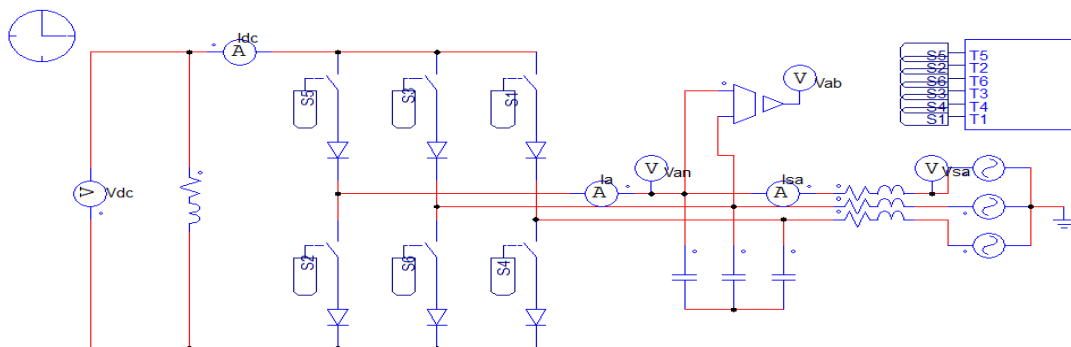 Idc
A
S5
S3
S1
V
Vdc
S2
S6
S4
Ia
A
V
Van
V
Vab
Isa
A
V
Vsa
S5 T5
S2 T2
S6 T6
S3 T3
S4 T4
S1 T1